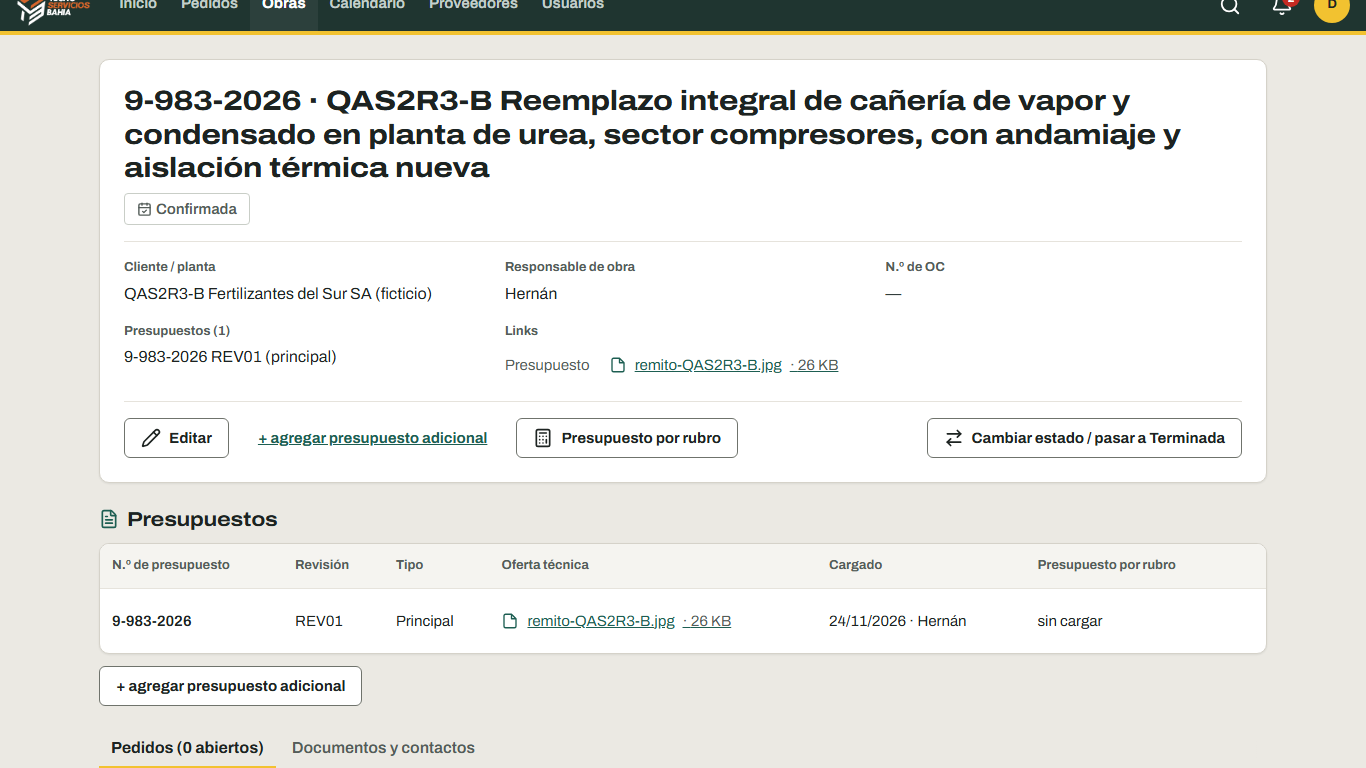 SERVICIOS
BAHIA
Inicio Pedidos Obras Calendario Proveedores Usuarios
D
9-983-2026 · QAS2R3-B Reemplazo integral de cañería de vapor y
condensado en planta de urea, sector compresores, con andamiaje y
aislación térmica nueva
Confirmada
Cliente / planta Responsable de obra N.º de OC
QAS2R3-B Fertilizantes del Sur SA (ficticio) Hernán —
Presupuestos (1) Links
9-983-2026 REV01 (principal)
Presupuesto remito-QAS2R3-B.jpg · 26 KB
Editar + agregar presupuesto adicional Presupuesto por rubro Cambiar estado / pasar a Terminada
Presupuestos
N.º de presupuesto Revisión Tipo Oferta técnica Cargado Presupuesto por rubro
9-983-2026 REV01 Principal remito-QAS2R3-B.jpg · 26 KB 24/11/2026 · Hernán sin cargar
+ agregar presupuesto adicional
Pedidos (0 abiertos) Documentos y contactos